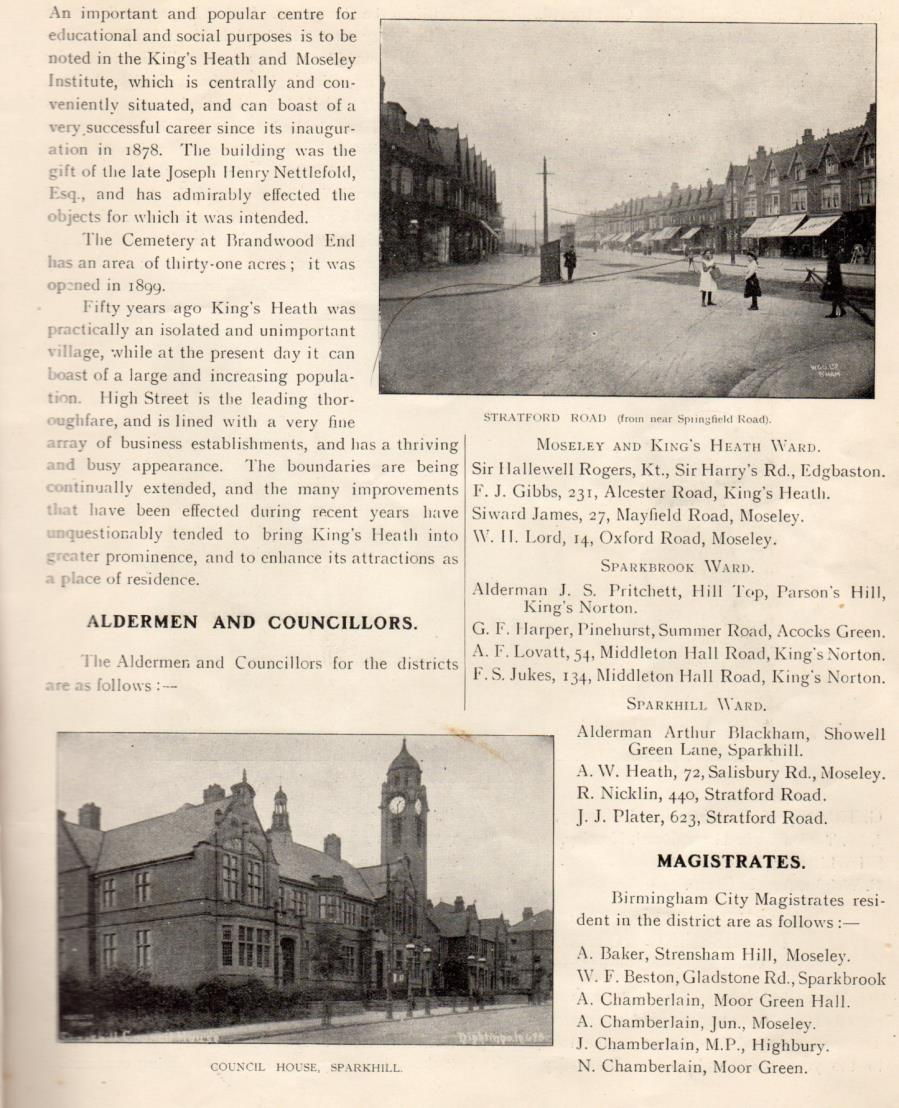 An important and popular centre for
educational and social purposes is to be
noted in the King's Heath and Moseley
Institute, which is centrally and con-
veniently situated, and can boast of a
very successful career since its inaugur-
ation in 1878. The building was the
gift of the late Joseph Henry Nettlefold,
Esq., and has admirably effected the
objects for which it was intended.
The Cemetery at Brandwood End
has an area of thirty-one acres; it was
opened in 1899.
Fifty years ago King's Heath was
practically an isolated and unimportant
village, while at the present day it can
boast of a large and increasing popula-
tion. High Street is the leading thor-
oughfare, and is lined with a very fine
array of business establishments, and has a thriving
and busy appearance. The boundaries are being
continually extended, and the many improvements
that have been effected during recent years have
unquestionably tended to bring King's Heath into
greater prominence, and to enhance its attractions as
a place of residence.
ALDERMEN AND COUNCILLORS.
The Aldermen and Councillors for the districts
are as follows :—
COUNCIL HOUSE, SPARKHILL.
STRATFORD ROAD (from near Springfield Road).
MOSELEY AND KING'S HEATH WARD.
Sir Hallewell Rogers, Kt., Sir Harry's Rd., Edgbaston.
F. J. Gibbs, 231, Alcester Road, King's Heath.
Siward James, 27, Mayfield Road, Moseley.
W. H. Lord, 14, Oxford Road, Moseley.
SPARKBROOK WARD.
Alderman J. S. Pritchett, Hill Top, Parson's Hill,
King's Norton.
G. F. Harper, Pinehurst, Summer Road, Acocks Green.
A. F. Lovatt, 54, Middleton Hall Road, King's Norton.
F. S. Jukes, 134, Middleton Hall Road, King's Norton.
SPARKHILL WARD.
Alderman Arthur Blackham, Showell
Green Lane, Sparkhill.
A. W. Heath, 72, Salisbury Rd., Moseley.
R. Nicklin, 440, Stratford Road.
J. J. Plater, 623, Stratford Road.
MAGISTRATES.
Birmingham City Magistrates resi-
dent in the district are as follows :—
A. Baker, Strensham Hill, Moseley.
W. F. Beston, Gladstone Rd., Sparkbrook
A. Chamberlain, Moor Green Hall.
A. Chamberlain, Jun., Moseley.
J. Chamberlain, M.P., Highbury.
N. Chamberlain, Moor Green.